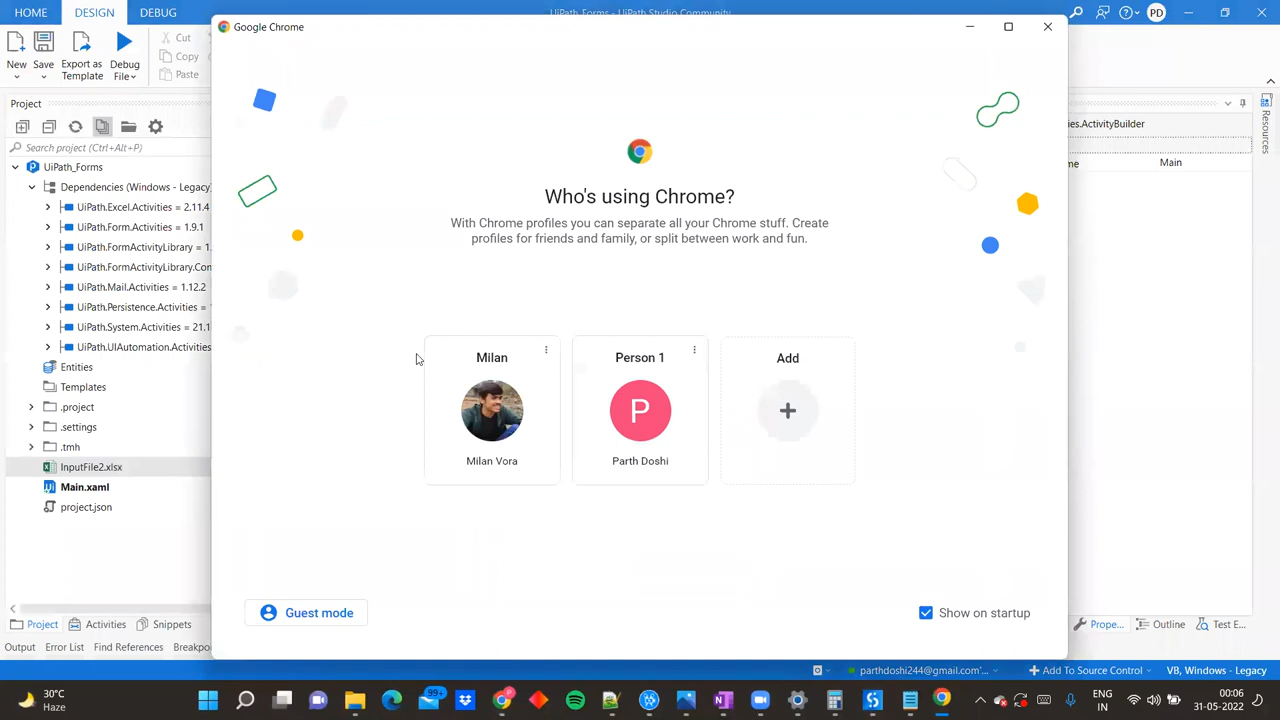 HOME
DESIGN
DEBUG
UiPath_Forms - UiPath Studio Community
PD
Google Chrome
New
Save
Export as
Template
Debug
File
Cut
Copy
Paste
Project
Search project (Ctrl+Alt+P)
UiPath_Forms
Dependencies (Windows - Legacy)
UiPath.Excel.Activities = 2.11.4
UiPath.Form.Activities = 1.9.1
UiPath.FormActivityLibrary = 1.
UiPath.FormActivityLibrary.Con
UiPath.Mail.Activities = 1.12.2
UiPath.Persistence.Activities =
UiPath.System.Activities = 21.1
UiPath.UIAutomation.Activities
Entities
Templates
.project
.settings
.tmh
InputFile2.xlsx
Main.xaml
project.json
Who's using Chrome?
With Chrome profiles you can separate all your Chrome stuff. Create
profiles for friends and family, or split between work and fun.
Milan
Milan Vora
Person 1
P
Parth Doshi
Add
Guest mode
Show on startup
ies.ActivityBuilder
me
Main
Resources
Project
Activities
Snippets
Prope...
Outline
Test E...
Output
Error List
Find References
Breakpo
parthdoshi244@gmail.com'...
Add To Source Control
VB, Windows - Legacy
30°C
Haze
99+
ENG
IN
00:06
31-05-2022